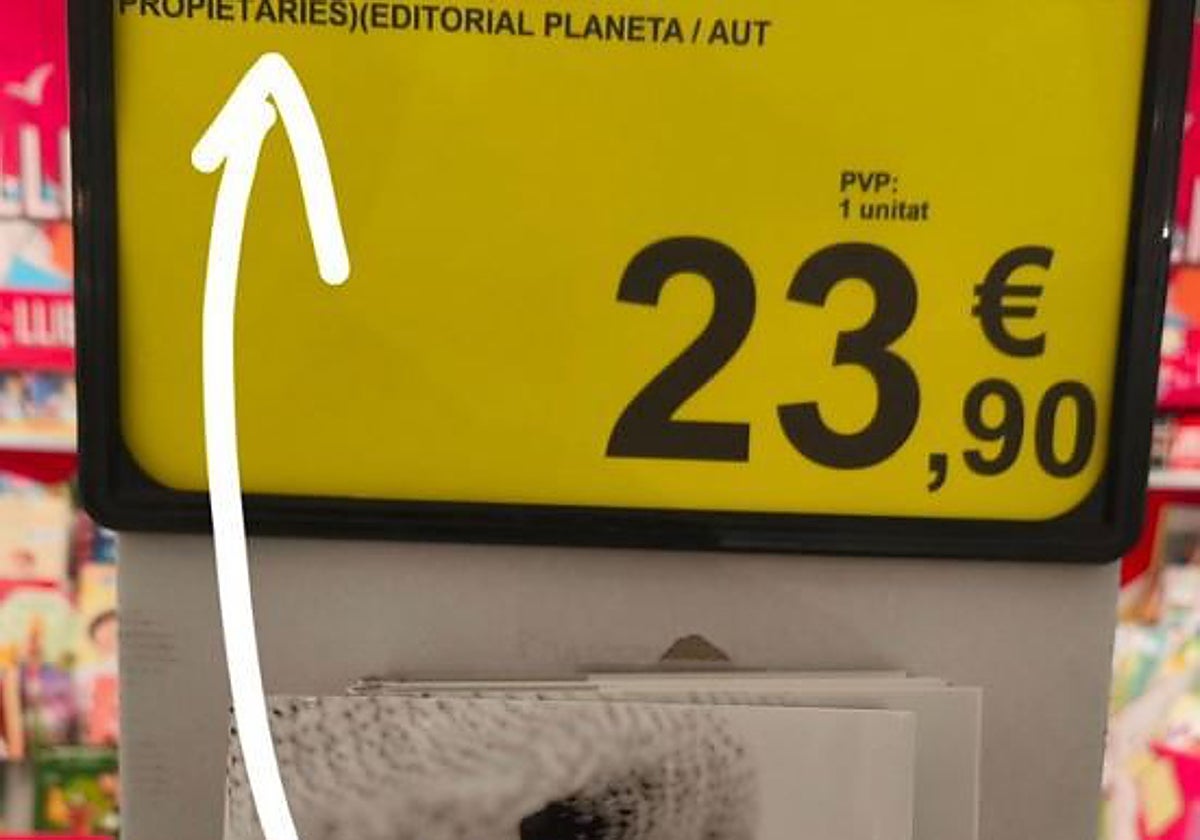 PROPIETARIES)(EDITORIAL PLANETA / AUT
PVP:
1 unitat
23,90 €